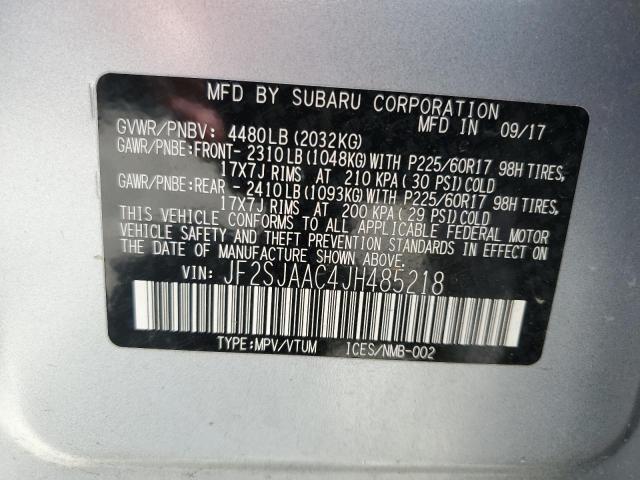 MFD BY SUBARU CORPORATION
MFD IN 09/17
GVWR/PNBV: 4480LB(2032KG)
GAWR/PNBE:FRONT- 2310LB(1048KG)WITH P225/60R17 98H TIRES,
17X7J RIMS AT 210 KPA( 30 PSI)COLD
GAWR/PNBE:REAR - 2410LB(1093KG)WITH P225/60R17 98H TIRES,
17X7J RIMS AT 200 KPA( 29 PSI)COLD
THIS VEHICLE CONFORMS TO ALL APPLICABLE FEDERAL MOTOR
VEHICLE SAFETY AND THEFT PREVENTION STANDARDS IN EFFECT ON
THE DATE OF MANUFACTURE SHOWN ABOVE.
VIN: JF2SJAAC4JH485218
TYPE:MPV/VTUM ICES/NMB-002